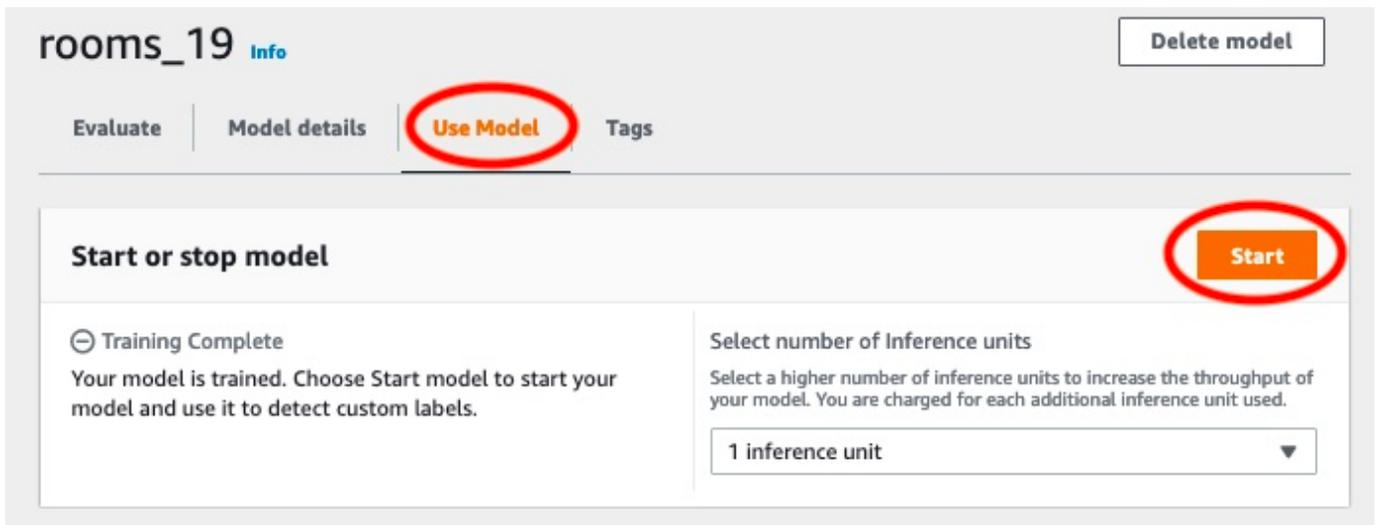 rooms_19 Info
Delete model
Evaluate
Model details
Use Model
Tags
Start or stop model
Start
Training Complete
Your model is trained. Choose Start model to start your
model and use it to detect custom labels.
Select number of Inference units
Select a higher number of inference units to increase the throughput of
your model. You are charged for each additional inference unit used.
1 inference unit